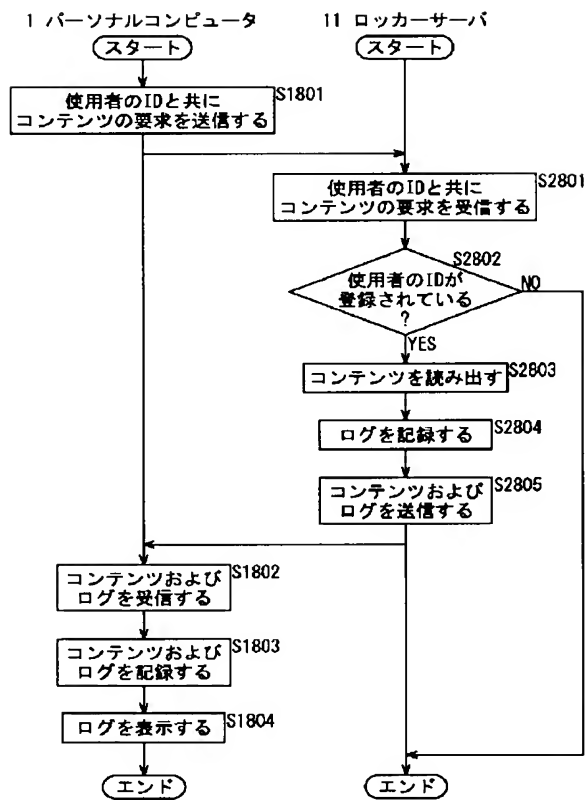 1 パーソナルコンピュータ
11 ロッカーサーバ
スタート
スタート
使用者のIDと共に
コンテンツの要求を送信する
S1801
使用者のIDと共に
コンテンツの要求を受信する
S2801
S2802
使用者のIDが
登録されている
?
NO
YES
コンテンツを読み出す
S2803
ログを記録する
S2804
コンテンツおよび
ログを送信する
S2805
コンテンツおよび
ログを受信する
S1802
コンテンツおよび
ログを記録する
S1803
ログを表示する
S1804
エンド
エンド